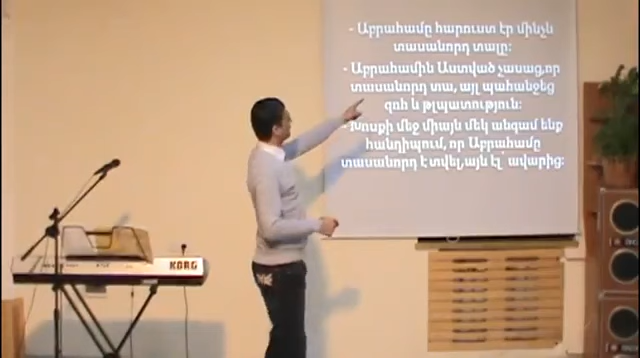 - Աբրահամը հարուստ էր մինչև
տասանորդ տալը:
- Աբրահամին Աստված չասաց,որ
տասանորդ տա, այլ պահանջեց
զոհ և թլպատություն:
- Խոսքի մեջ միայն մեկ անգամ ենք
հանդիպում, որ Աբրահամը
տասանորդ է տվել,այն էլ՝ ավարից:
KORG